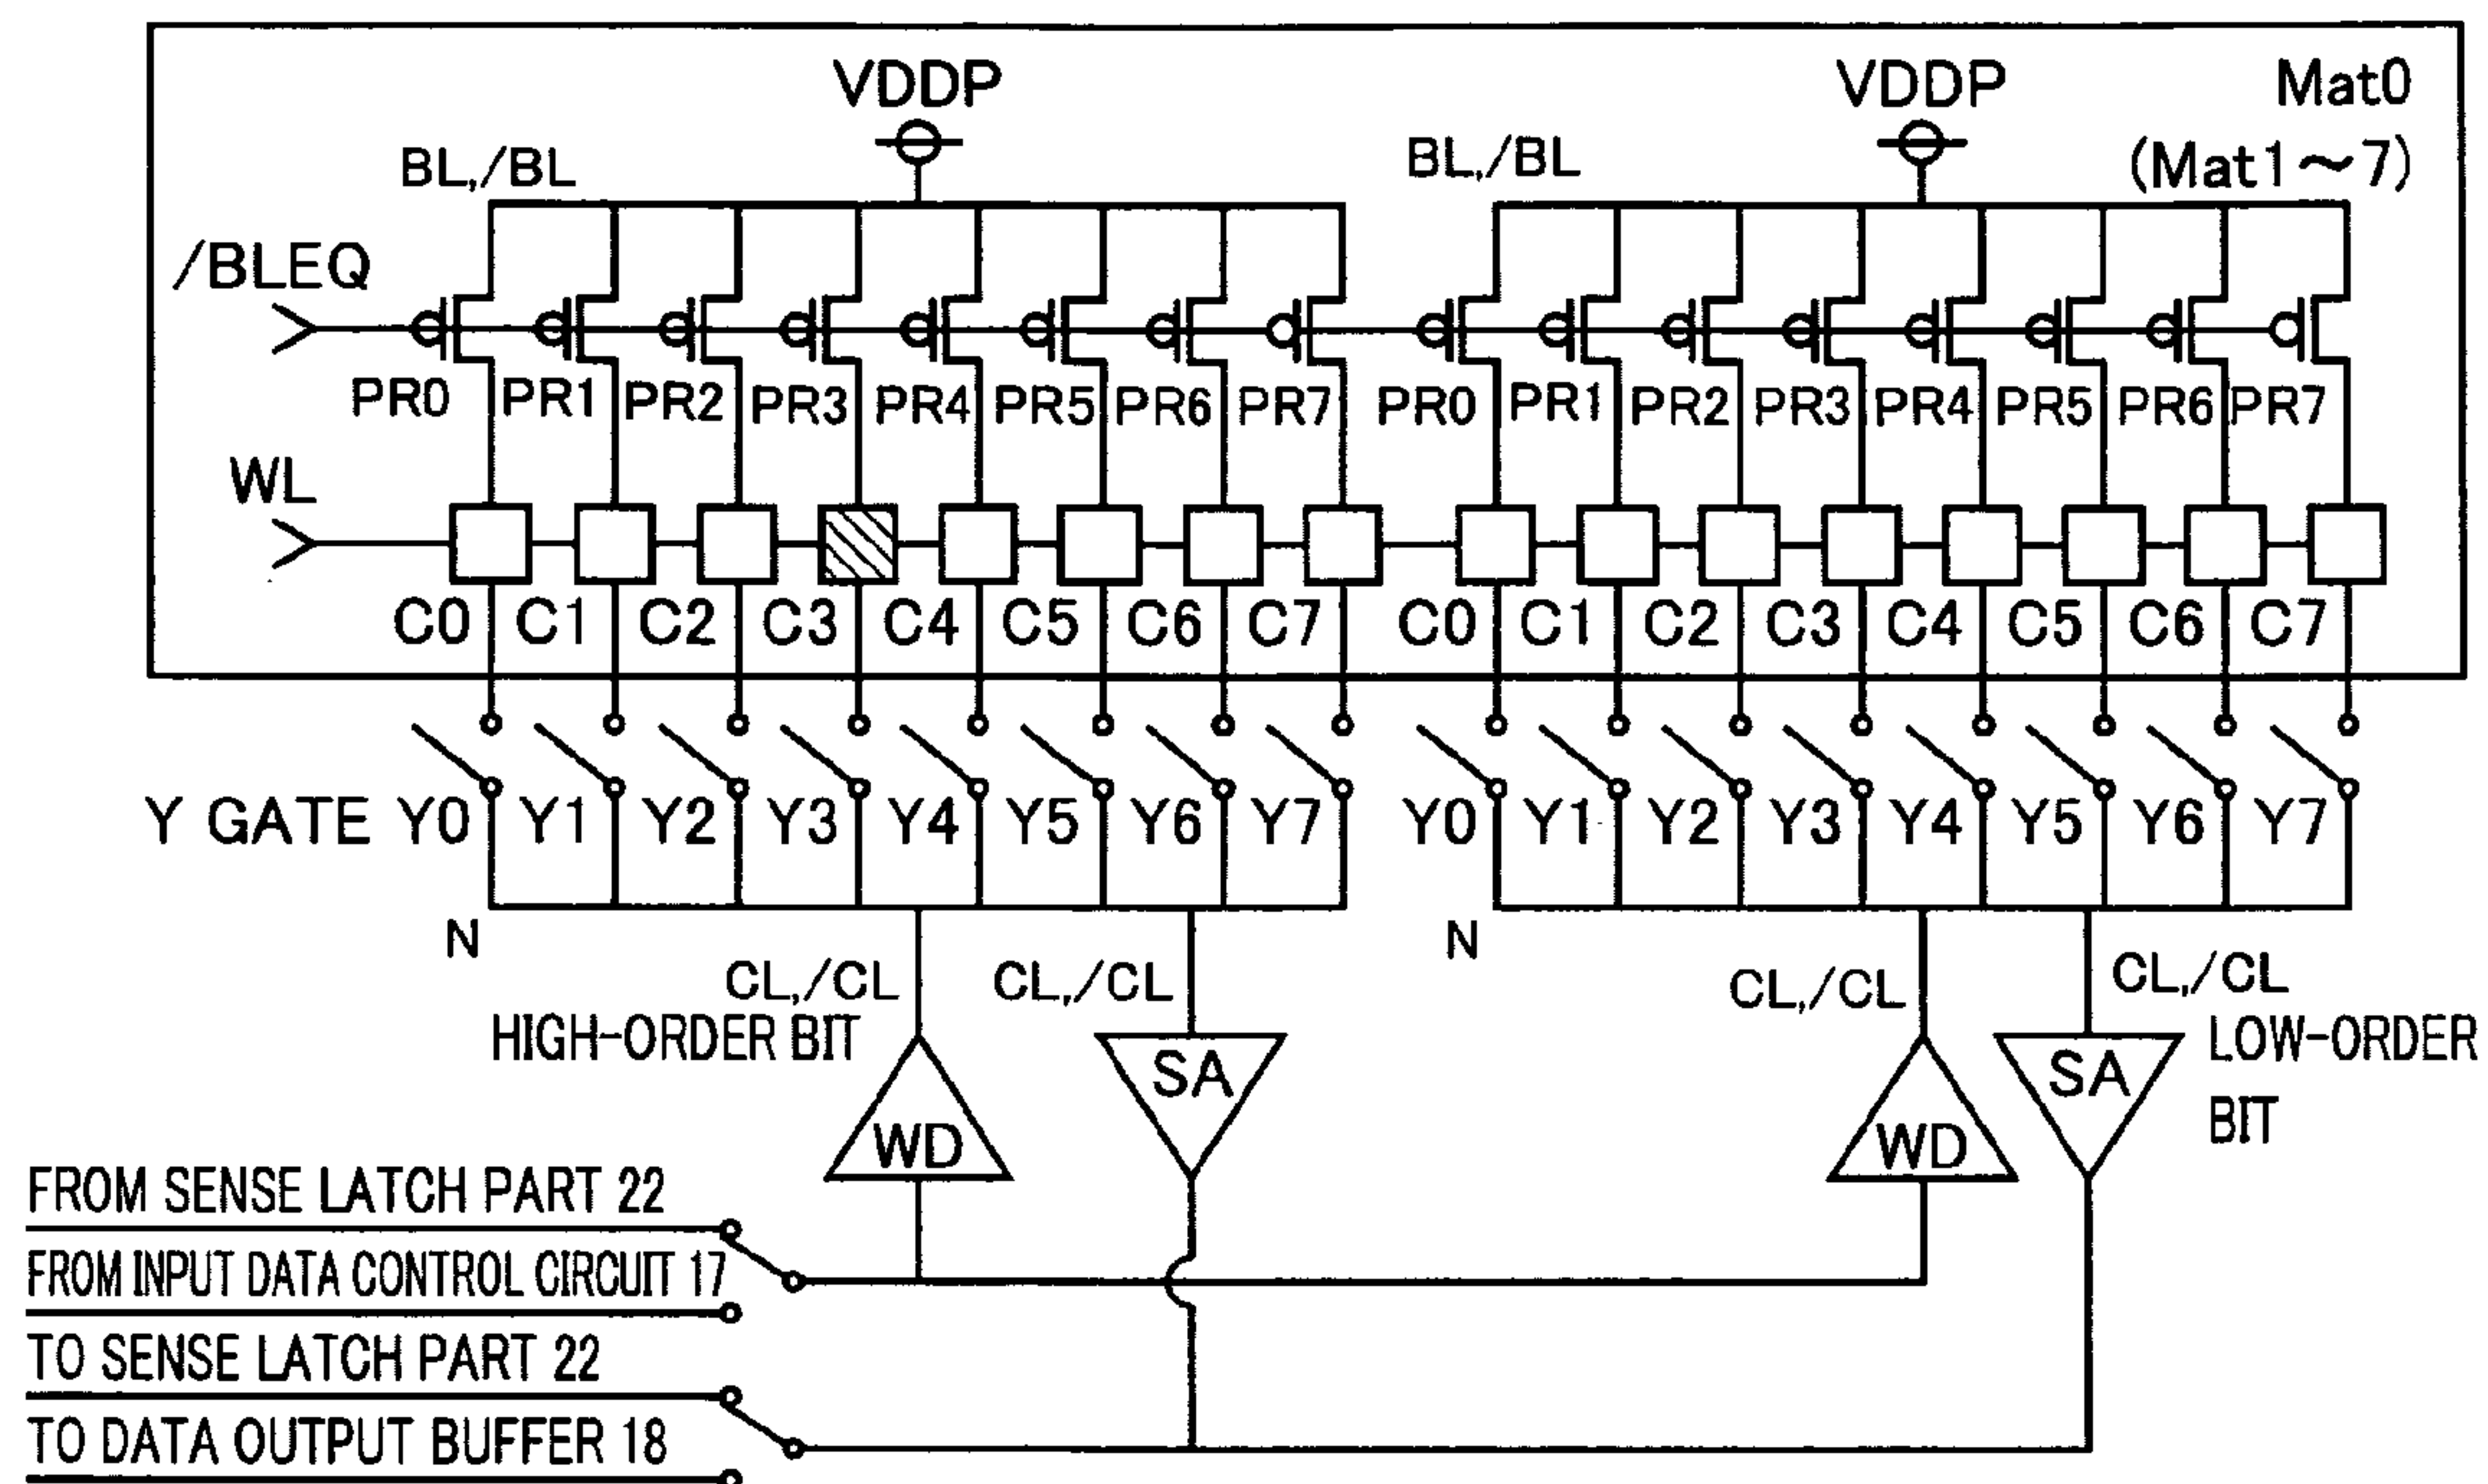 VDDP VDDP Mat0
BL,/BL BL,/BL (Mat1~7)
/BLEQ
PR0 PR1 PR2 PR3 PR4 PR5 PR6 PR7 PR0 PR1 PR2 PR3 PR4 PR5 PR6 PR7
WL
C0 C1 C2 C3 C4 C5 C6 C7 C0 C1 C2 C3 C4 C5 C6 C7
Y GATE Y0 Y1 Y2 Y3 Y4 Y5 Y6 Y7 Y0 Y1 Y2 Y3 Y4 Y5 Y6 Y7
N N
CL,/CL CL,/CL CL,/CL CL,/CL
HIGH-ORDER BIT LOW-ORDER
SA SA
BIT
WD WD
FROM SENSE LATCH PART 22
FROM INPUT DATA CONTROL CIRCUIT 17
TO SENSE LATCH PART 22
TO DATA OUTPUT BUFFER 18